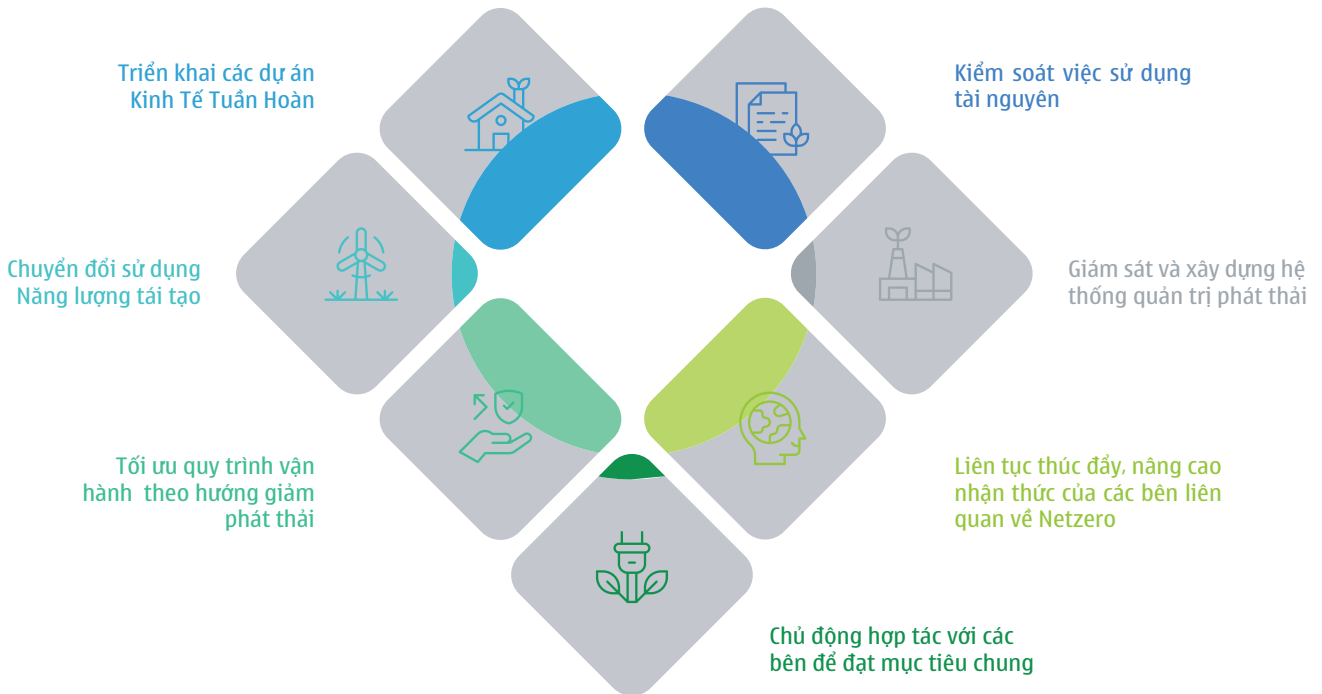 Triển khai các dự án
Kinh Tế Tuần Hoàn
Kiểm soát việc sử dụng
tài nguyên
Chuyển đổi sử dụng
Năng lượng tái tạo
Giám sát và xây dựng hệ
thống quản trị phát thải
Tối ưu quy trình vận
hành theo hướng giảm
phát thải
Liên tục thúc đẩy, nâng cao
nhận thức của các bên liên
quan về Netzero
Chủ động hợp tác với các
bên để đạt mục tiêu chung